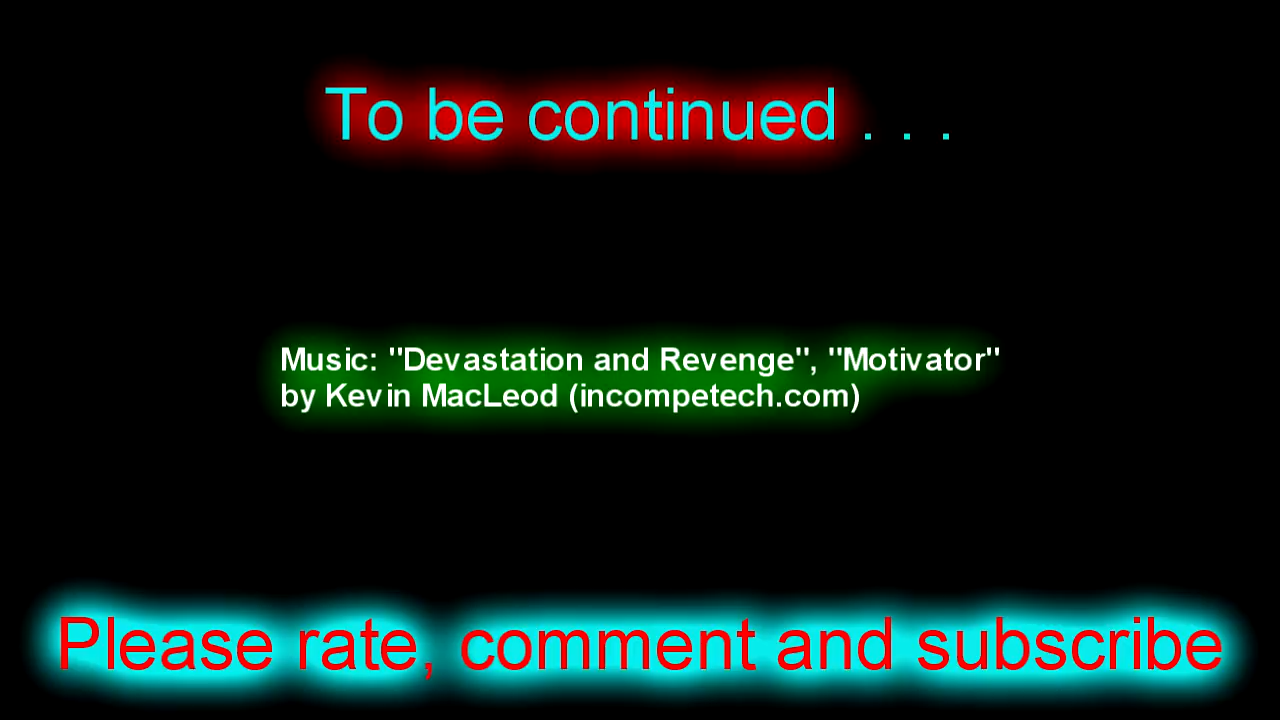 To be continued . . .
Music: "Devastation and Revenge", "Motivator"
by Kevin MacLeod (incompetech.com)
Please rate, comment and subscribe